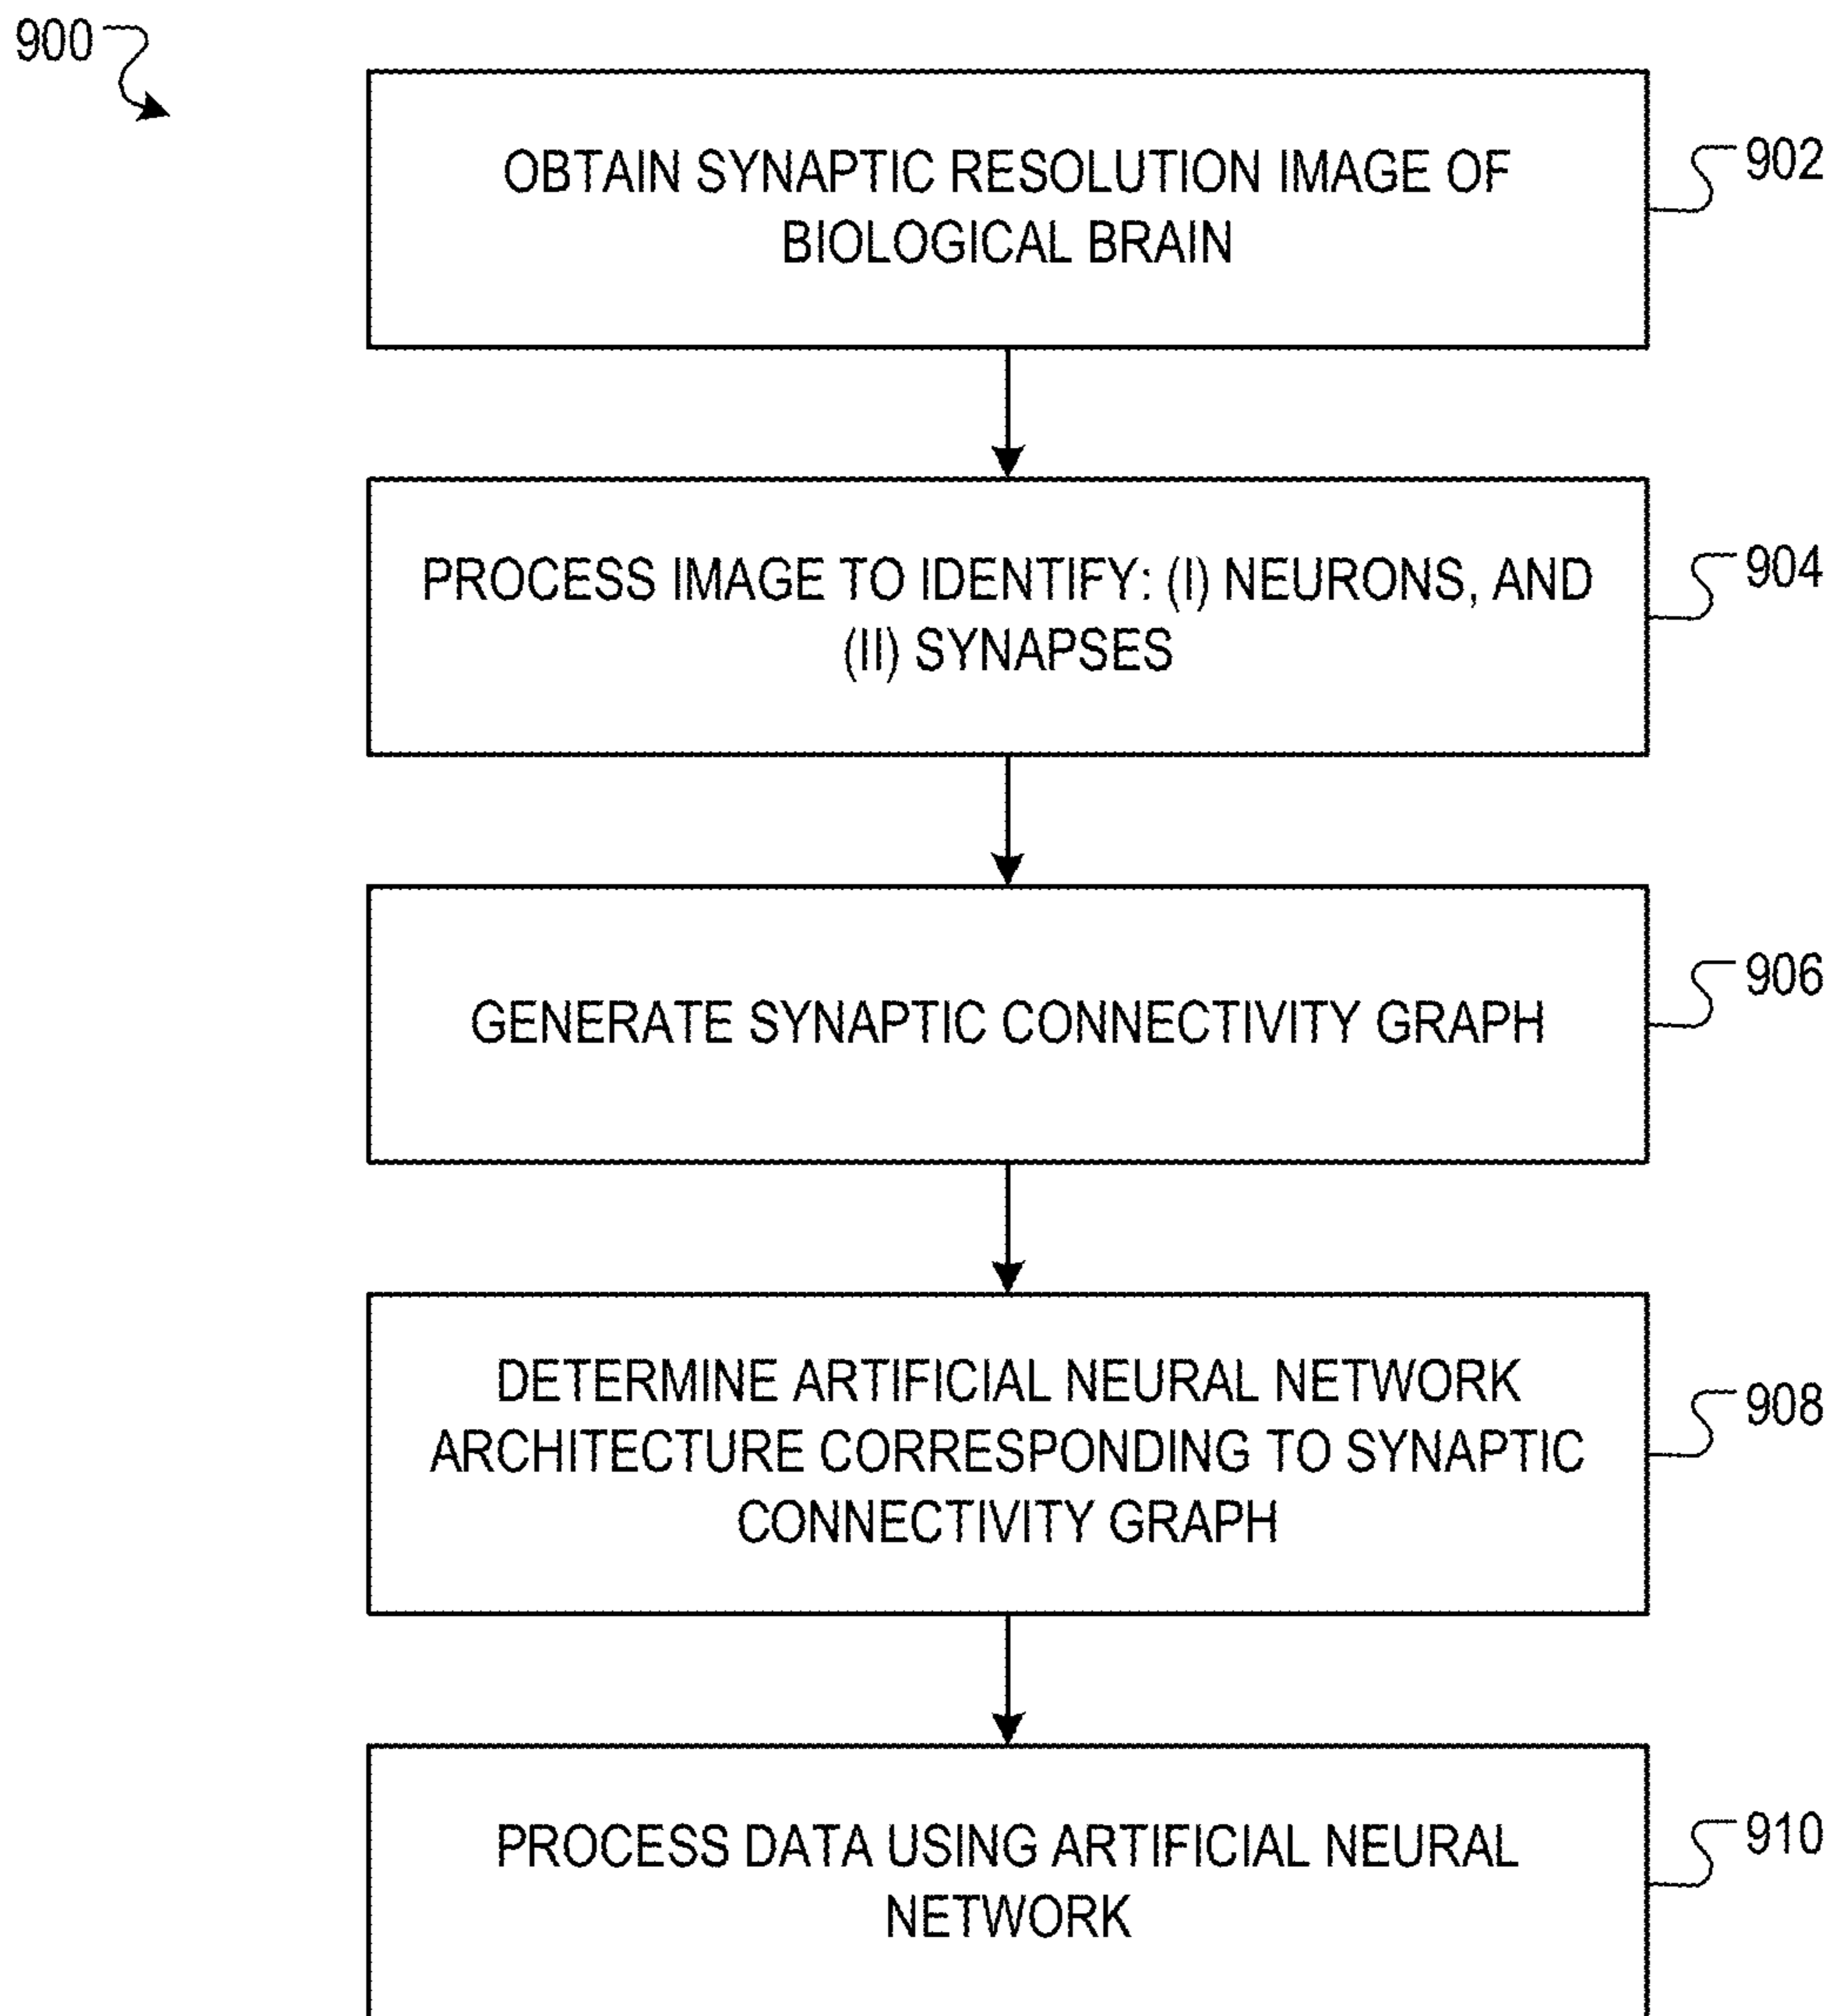 900
OBTAIN SYNAPTIC RESOLUTION IMAGE OF
BIOLOGICAL BRAIN
902
PROCESS IMAGE TO IDENTIFY: (I) NEURONS, AND
(II) SYNAPSES
904
GENERATE SYNAPTIC CONNECTIVITY GRAPH
906
DETERMINE ARTIFICIAL NEURAL NETWORK
ARCHITECTURE CORRESPONDING TO SYNAPTIC
CONNECTIVITY GRAPH
908
PROCESS DATA USING ARTIFICIAL NEURAL
NETWORK
910